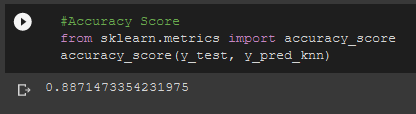 #Accuracy Score
from sklearn.metrics import accuracy_score
accuracy_score(y_test, y_pred_knn)
0.8871473354231975